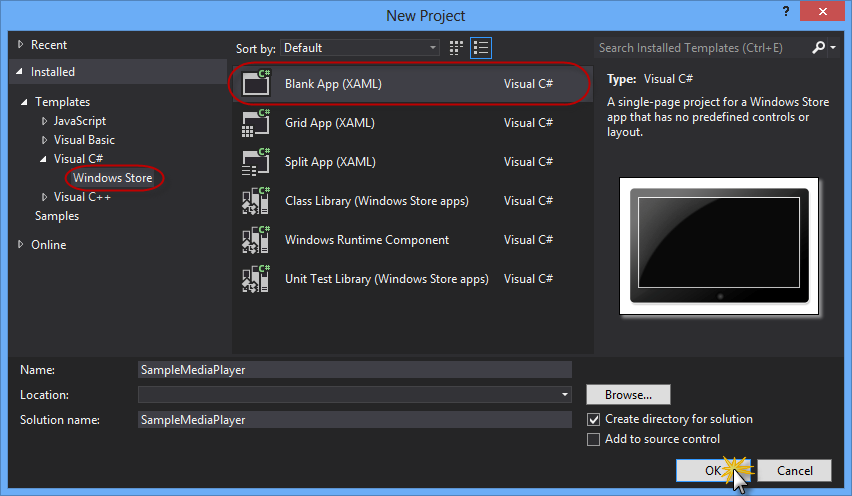 New Project
?
Recent
Installed
Templates
JavaScript
Visual Basic
Visual C#
Windows Store
Visual C++
Samples
Online
Sort by: Default
C# Blank App (XAML) Visual C#
C# Grid App (XAML)
C# Split App (XAML)
C# Class Library (Windows Store apps) Visual C#
C# Windows Runtime Component Visual C#
C# Unit Test Library (Windows Store apps) Visual C#
Search Installed Templates (Ctrl+E)
Type: Visual C#
A single-page project for a Windows Store
app that has no predefined controls or
layout.
Name: SampleMediaPlayer
Location:
Browse...
Solution name: SampleMediaPlayer
Create directory for solution
Add to source control
OK
Cancel